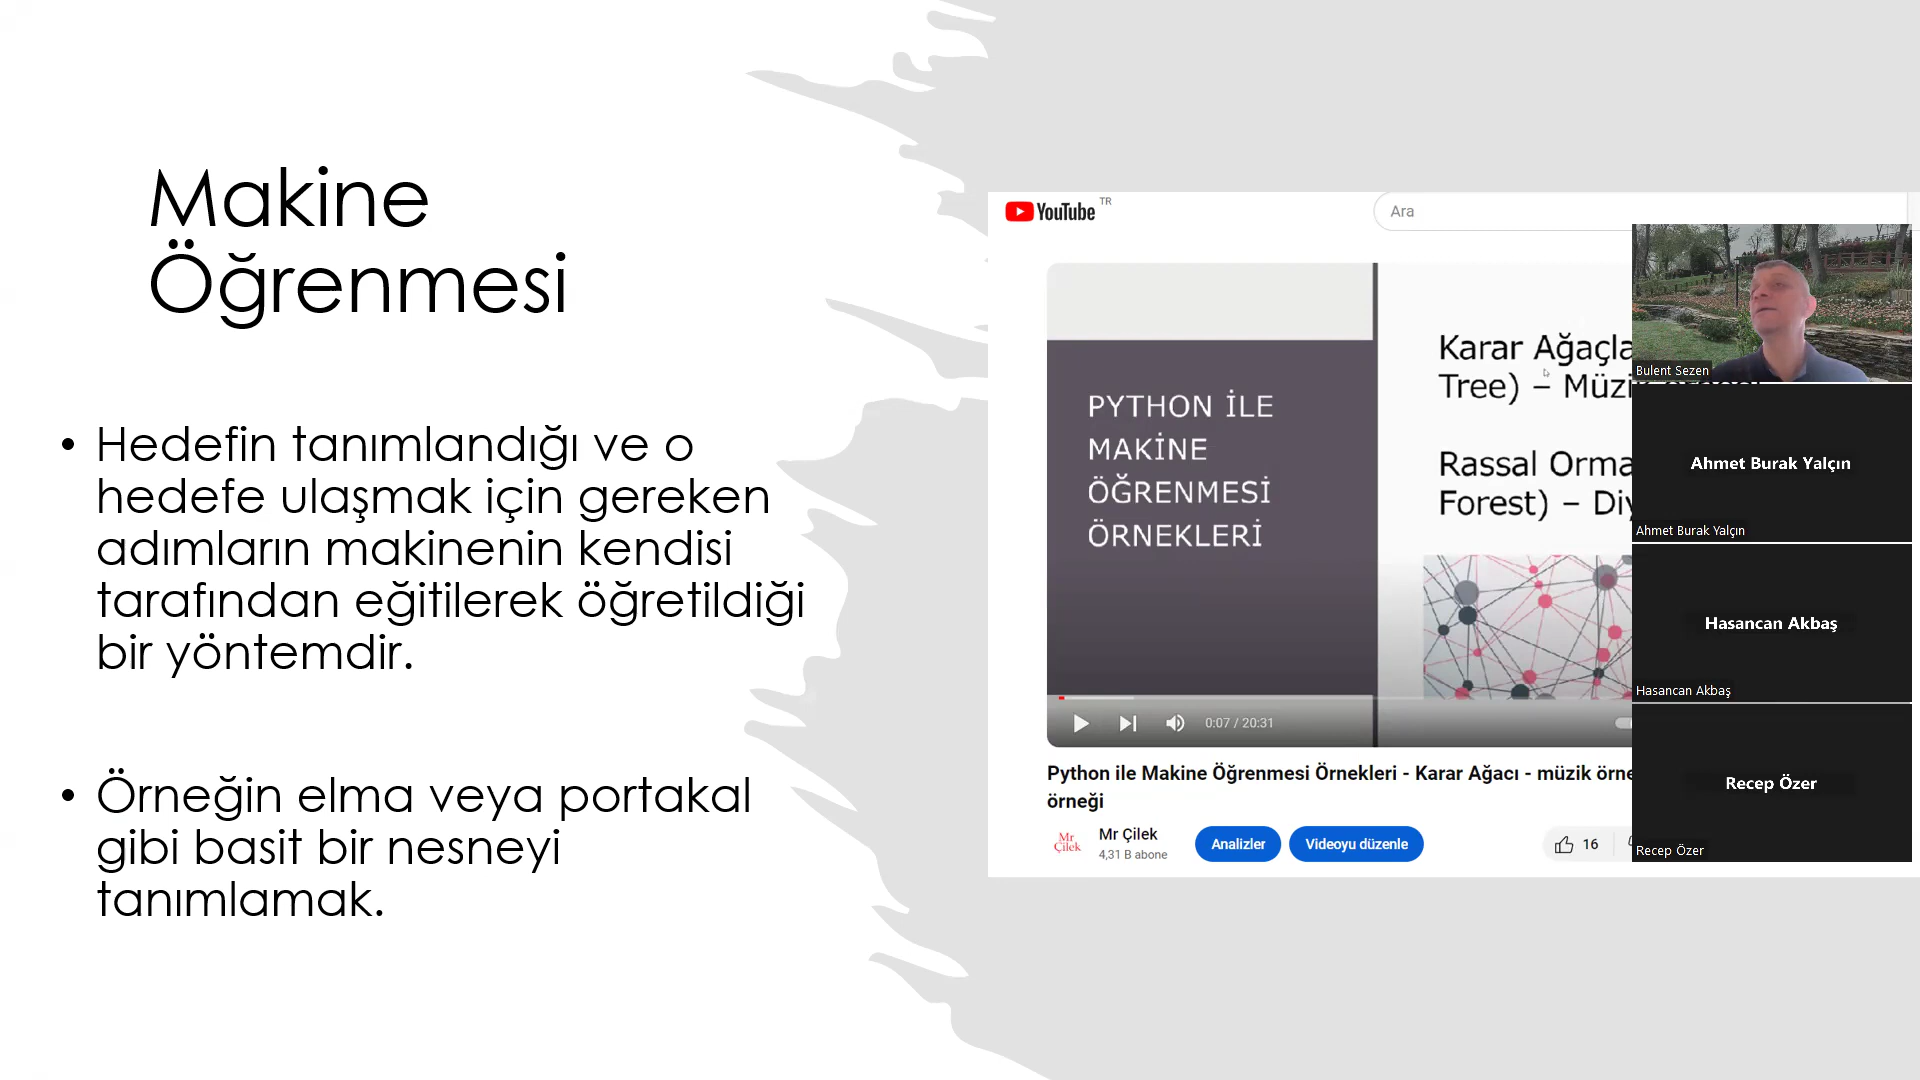 Makine
Öğrenmesi
• Hedefin tanımlandığı ve o
hedefe ulaşmak için gereken
adımların makinenin kendisi
tarafından eğitilerek öğretildiği
bir yöntemdir.
• Örneğin elma veya portakal
gibi basit bir nesneyi
tanımlamak.
YouTube TR
Ara
PYTHON İLE
MAKİNE
ÖĞRENMESİ
ÖRNEKLERİ
Karar Ağaçla
Tree) – Müzi
Rassal Orma
Forest) – Diy
0:07 / 20:31
Python ile Makine Öğrenmesi Örnekleri - Karar Ağacı - müzik örne
örneği
Mr Çilek
Mr Çilek
4,31 B abone
Analizler
Videoyu düzenle
16
Bulent Sezen
Ahmet Burak Yalçın
Ahmet Burak Yalçın
Hasancan Akbaş
Hasancan Akbaş
Recep Özer
Recep Özer